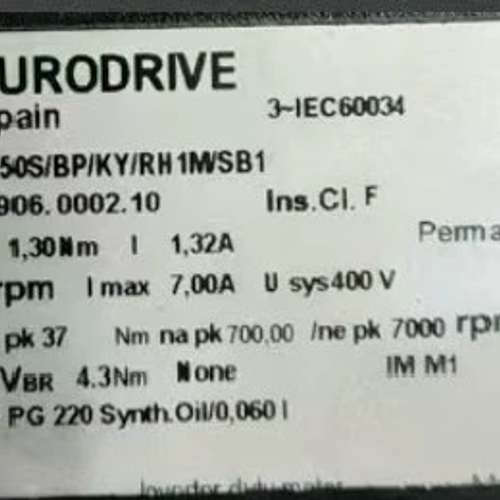 URODRIVE
pain
3~IEC60034
50S/BP/KY/RH1M/SB1
906.0002.10 Ins.Cl. F
1,30Nm I 1,32A Perma
rpm I max 7,00A U sys400 V
pk 37 Nm na pk 700,00 /ne pk 7000 rpm
VBR 4.3Nm None IM M1
PG 220 Synth.Oil/0,060 l